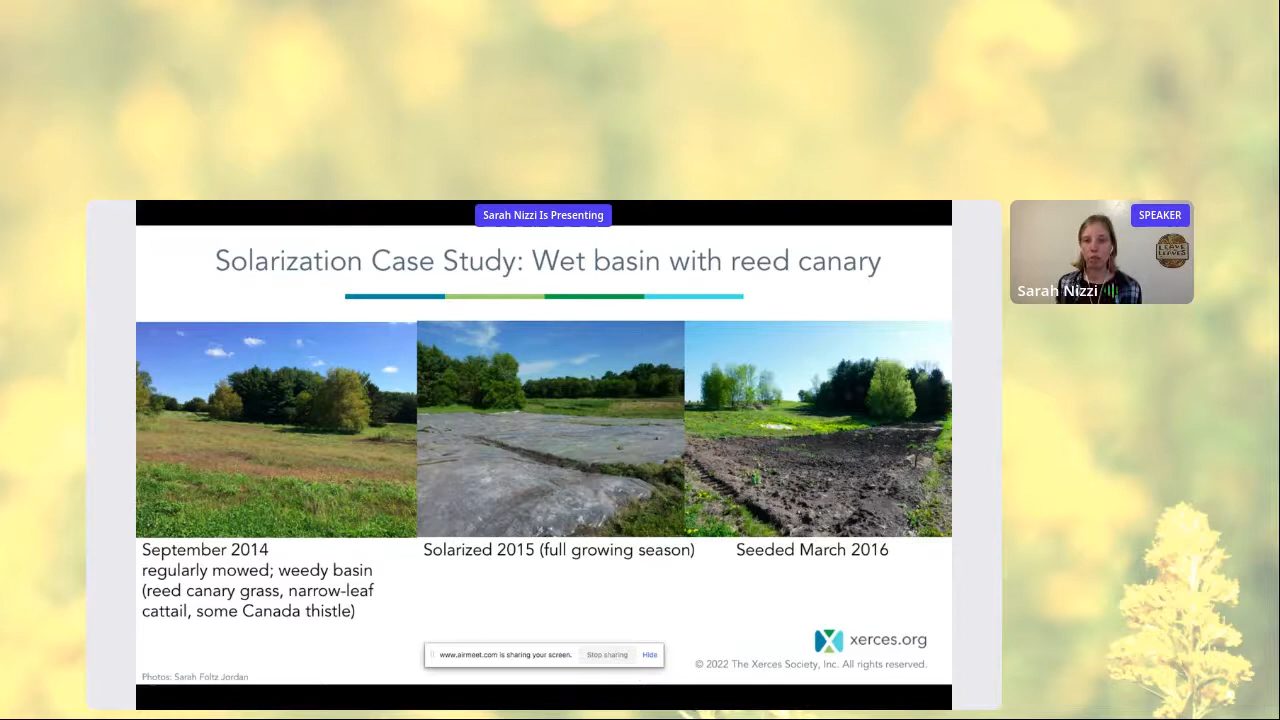 Sarah Nizzi Is Presenting
Solarization Case Study: Wet basin with reed canary
September 2014
regularly mowed; weedy basin
(reed canary grass, narrow-leaf
cattail, some Canada thistle)
Solarized 2015 (full growing season)
Seeded March 2016
www.airmeet.com is sharing your screen.
Stop sharing
Hide
xerces.org
© 2022 The Xerces Society, Inc. All rights reserved.
Photos: Sarah Foltz Jordan
SPEAKER
LEAVE
LEAVES
Sarah Nizzi